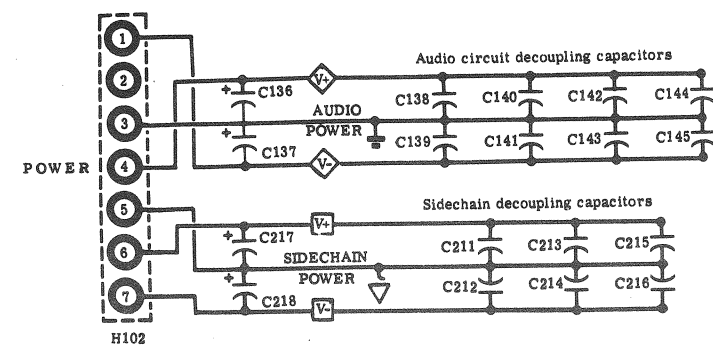 1
Audio circuit decoupling capacitors
2
+ C136
V+
C138
C140
C142
C144
3
AUDIO
POWER
+ C137
C139
C141
C143
C145
POWER
4
V-
5
Sidechain decoupling capacitors
+ C217
V+
C211
C213
C215
6
SIDECHAIN
POWER
+ C218
C212
C214
C216
7
V-
H102